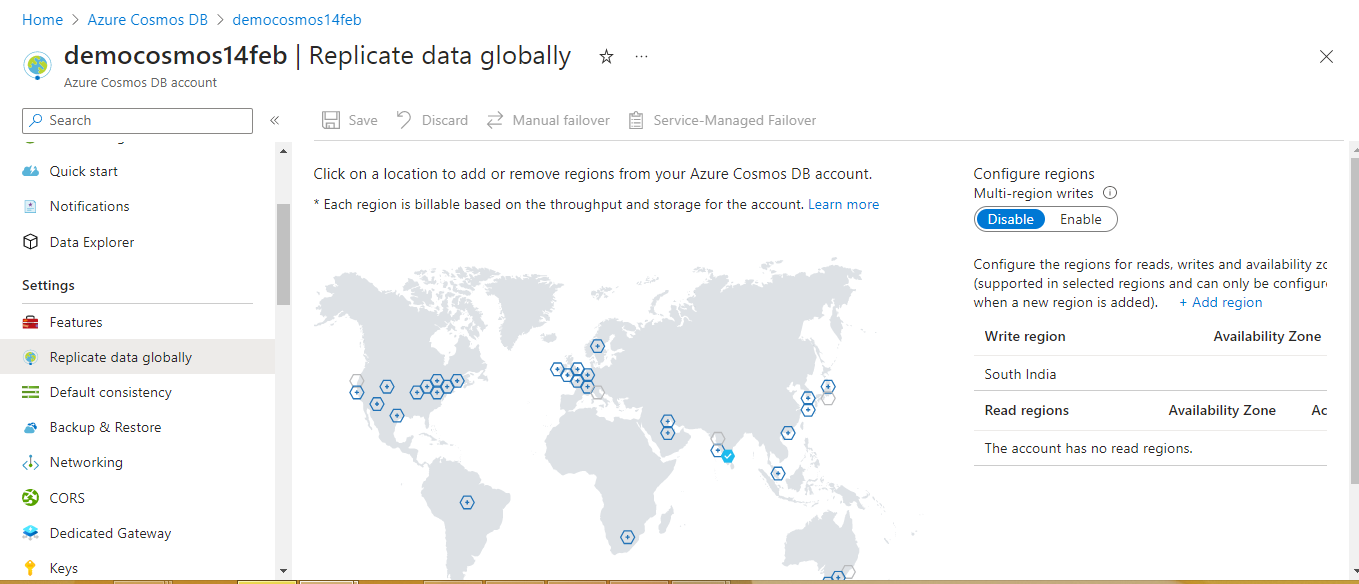 Home > Azure Cosmos DB > democosmos14feb
democosmos14feb | Replicate data globally
Azure Cosmos DB account
Search
Quick start
Notifications
Data Explorer
Settings
Features
Replicate data globally
Default consistency
Backup & Restore
Networking
CORS
Dedicated Gateway
Keys
Save Discard Manual failover Service-Managed Failover
Click on a location to add or remove regions from your Azure Cosmos DB account.
* Each region is billable based on the throughput and storage for the account. Learn more
Configure regions
Multi-region writes
Disable Enable
Configure the regions for reads, writes and availability zo
(supported in selected regions and can only be configure
when a new region is added). + Add region
Write region Availability Zone
South India
Read regions Availability Zone Ac
The account has no read regions.